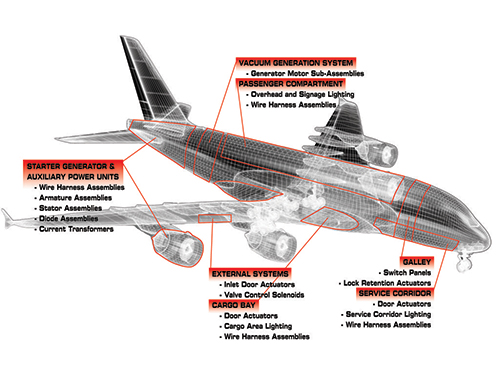 VACUUM GENERATION SYSTEM
- Generator Motor Sub-Assemblies
PASSENGER COMPARTMENT
- Overhead and Signage Lighting
- Wire Harness Assemblies
STARTER GENERATOR &
AUXILIARY POWER UNITS
- Wire Harness Assemblies
- Armature Assemblies
- Stator Assemblies
- Diode Assemblies
- Current Transformers
EXTERNAL SYSTEMS
- Inlet Door Actuators
- Valve Control Solenoids
CARGO BAY
- Door Actuators
- Cargo Area Lighting
- Wire Harness Assemblies
GALLEY
- Switch Panels
- Lock Retention Actuators
SERVICE CORRIDOR
- Door Actuators
- Service Corridor Lighting
- Wire Harness Assemblies